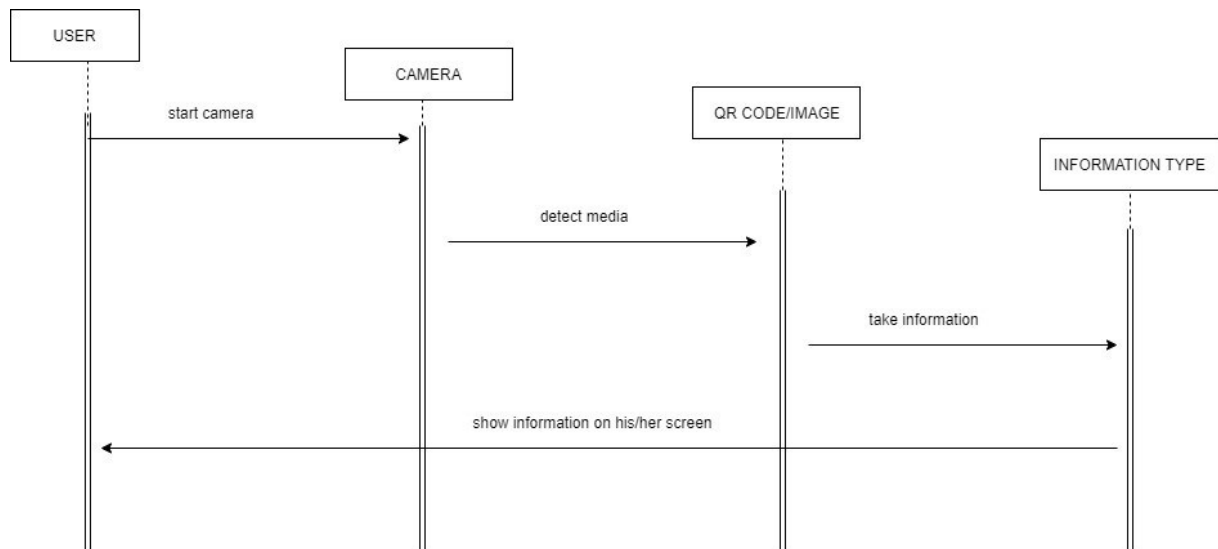 USER
CAMERA
start camera
QR CODE/IMAGE
INFORMATION TYPE
detect media
take information
show information on his/her screen